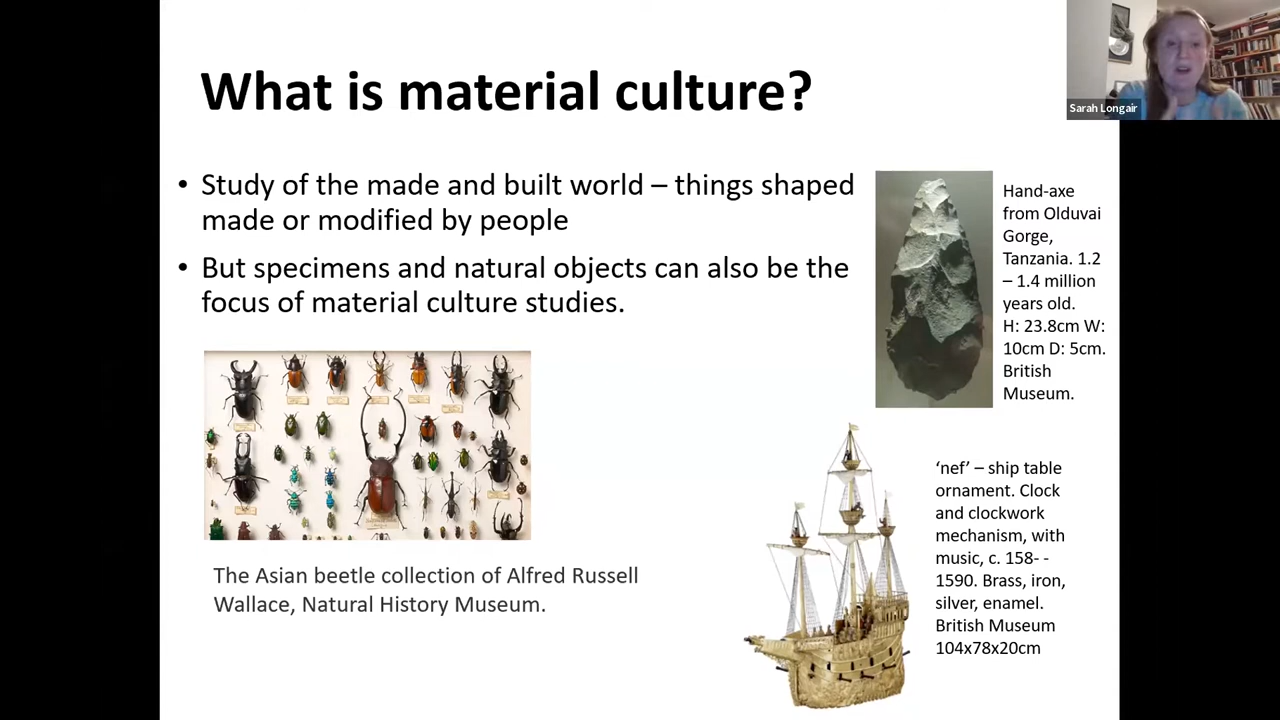 What is material culture?
Sarah Longair
• Study of the made and built world – things shaped
made or modified by people
• But specimens and natural objects can also be the
focus of material culture studies.
Hand-axe
from Olduvai
Gorge,
Tanzania. 1.2
– 1.4 million
years old.
H: 23.8cm W:
10cm D: 5cm.
British
Museum.
The Asian beetle collection of Alfred Russell
Wallace, Natural History Museum.
‘nef’ – ship table
ornament. Clock
and clockwork
mechanism, with
music, c. 158- -
1590. Brass, iron,
silver, enamel.
British Museum
104x78x20cm